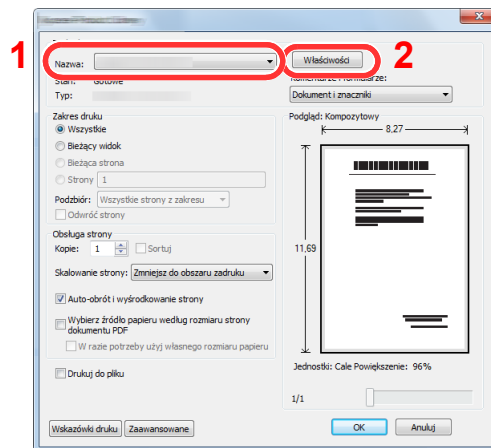 1
2
Nazwa:
Właściwości
Stan: Gotowe
Komentarze i formularze:
Typ:
Dokument i znaczniki
Zakres druku
Wszystkie
Bieżący widok
Bieżąca strona
Strony 1
Podzbiór: Wszystkie strony z zakresu
Odwróć strony
Podgląd: Kompozytowy
8,27
11,69
Obsługa strony
Kopie: 1 Sortuj
Skalowanie strony: Zmniejsz do obszaru zadruku
Auto-obrót i wyśrodkowanie strony
Wybierz źródło papieru według rozmiaru strony
dokumentu PDF
W razie potrzeby użyj własnego rozmiaru papieru
Drukuj do pliku
Jednostki: Cale Powiększenie: 96%
1/1
Wskazówki druku
Zaawansowane
OK
Anuluj